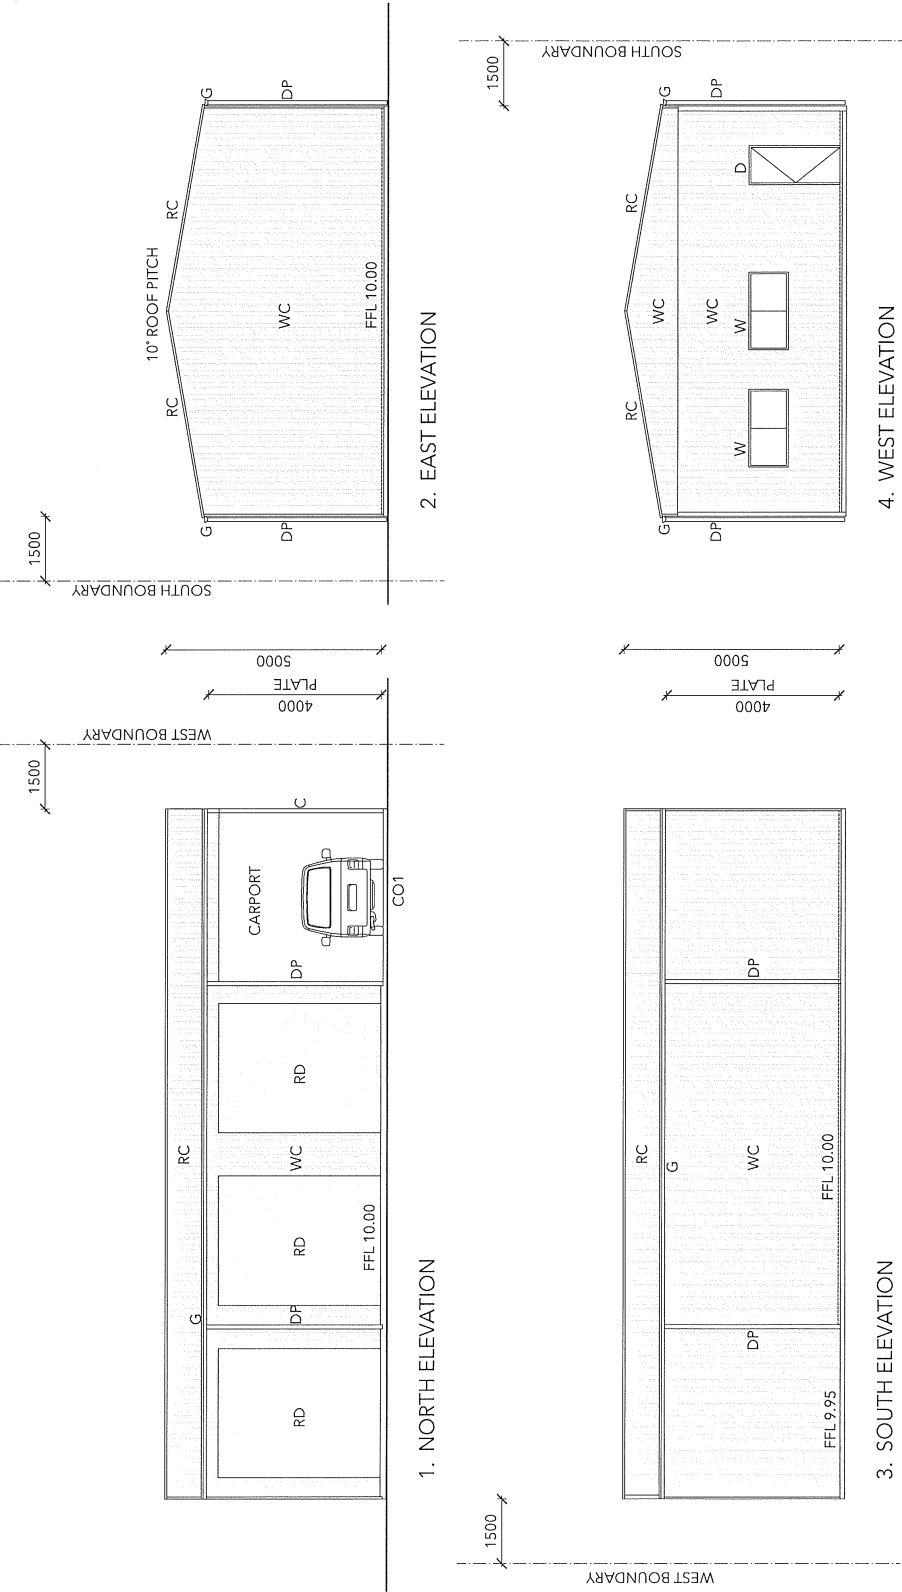 RC
G
RD
DP
RD
WC
RD
DP
CARPORT
C
FFL 10.00
CO1
1500
WEST BOUNDARY
4000
PLATE
5000
1. NORTH ELEVATION
1500
SOUTH BOUNDARY
10° ROOF PITCH
RC
RC
G
G
DP
WC
DP
FFL 10.00
2. EAST ELEVATION
1500
WEST BOUNDARY
RC
G
DP
WC
DP
FFL 9.95
FFL 10.00
4000
PLATE
5000
3. SOUTH ELEVATION
1500
SOUTH BOUNDARY
RC
RC
G
WC
G
DP
WC
DP
W
W
D
4. WEST ELEVATION